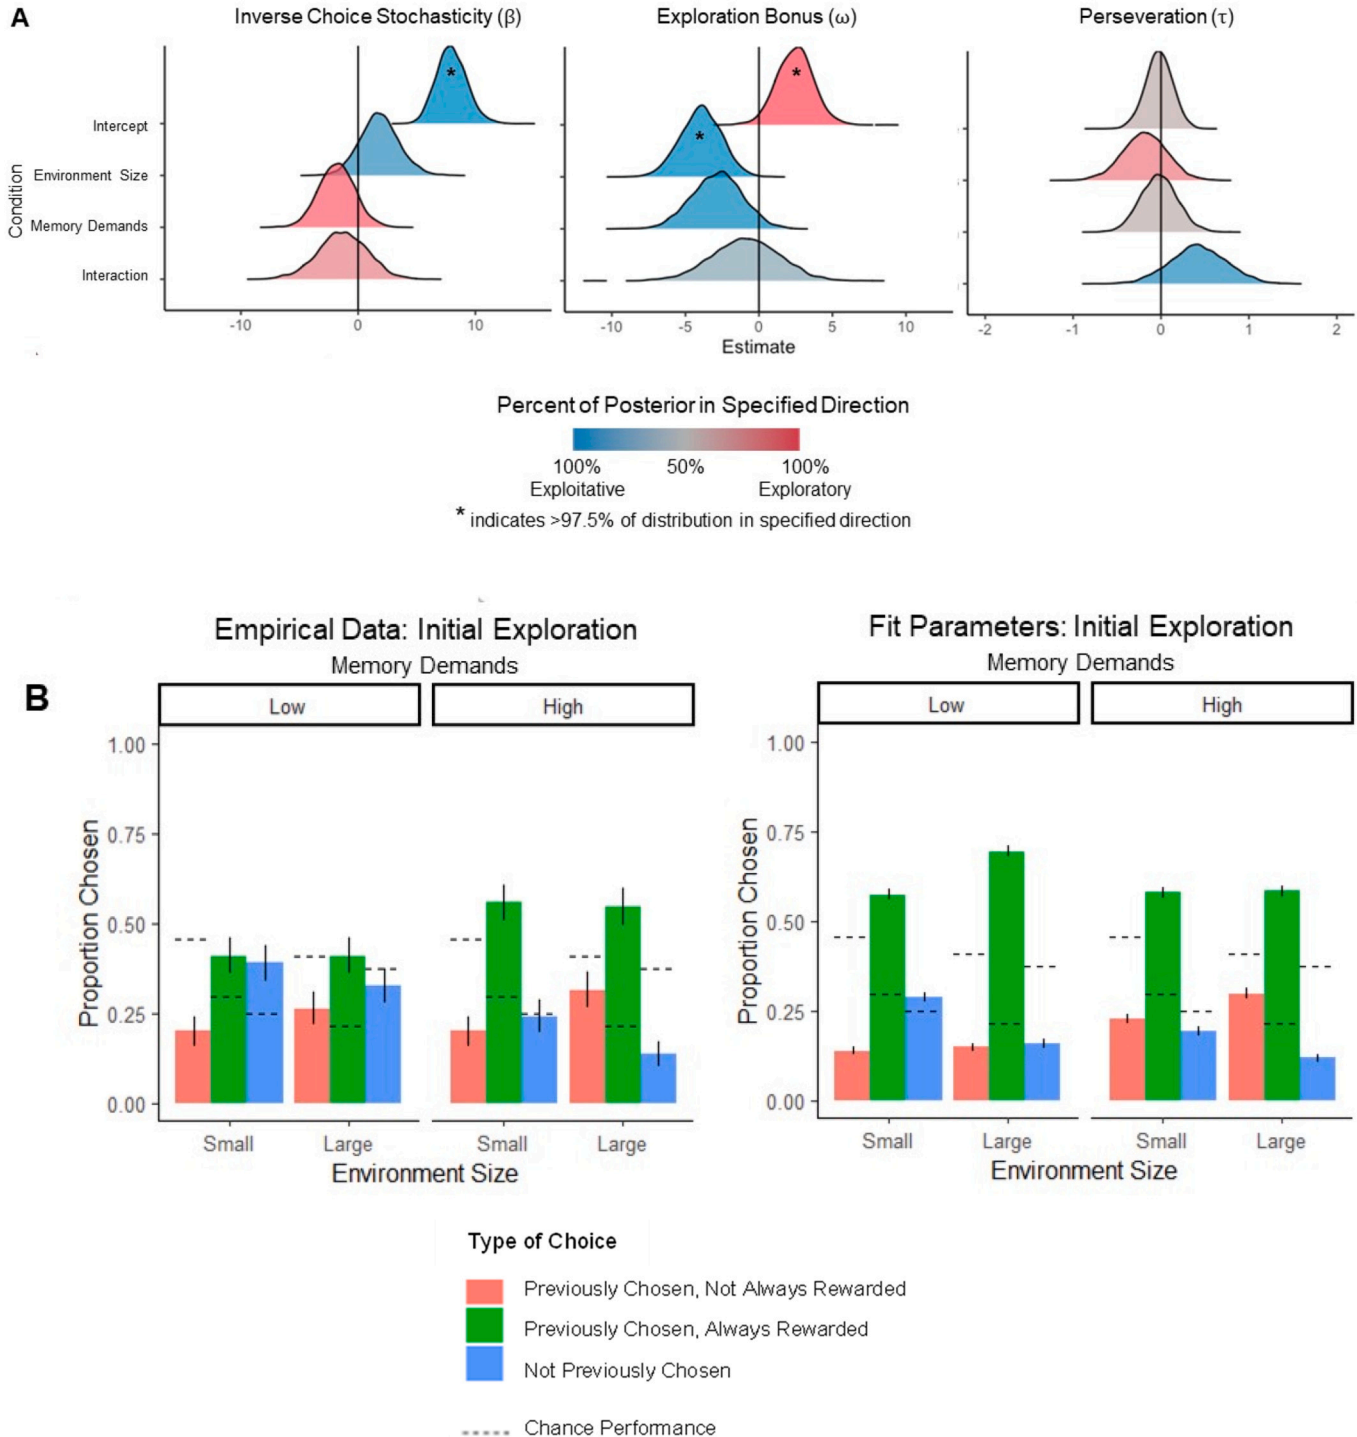 A
Inverse Choice Stochasticity (β)
Exploration Bonus (ω)
Perseveration (τ)
Condition
Intercept
Environment Size
Memory Demands
Interaction
*
*
*
-10 0 10
-10 -5 0 5 10
-2 -1 0 1 2
Estimate
Percent of Posterior in Specified Direction
100% 50% 100%
Exploitative Exploratory
* indicates >97.5% of distribution in specified direction
B
Empirical Data: Initial Exploration
Memory Demands
Low High
Proportion Chosen
1.00
0.75
0.50
0.25
0.00
Small Large Small Large
Environment Size
Fit Parameters: Initial Exploration
Memory Demands
Low High
Proportion Chosen
1.00
0.75
0.50
0.25
0.00
Small Large Small Large
Environment Size
Type of Choice
Previously Chosen, Not Always Rewarded
Previously Chosen, Always Rewarded
Not Previously Chosen
Chance Performance